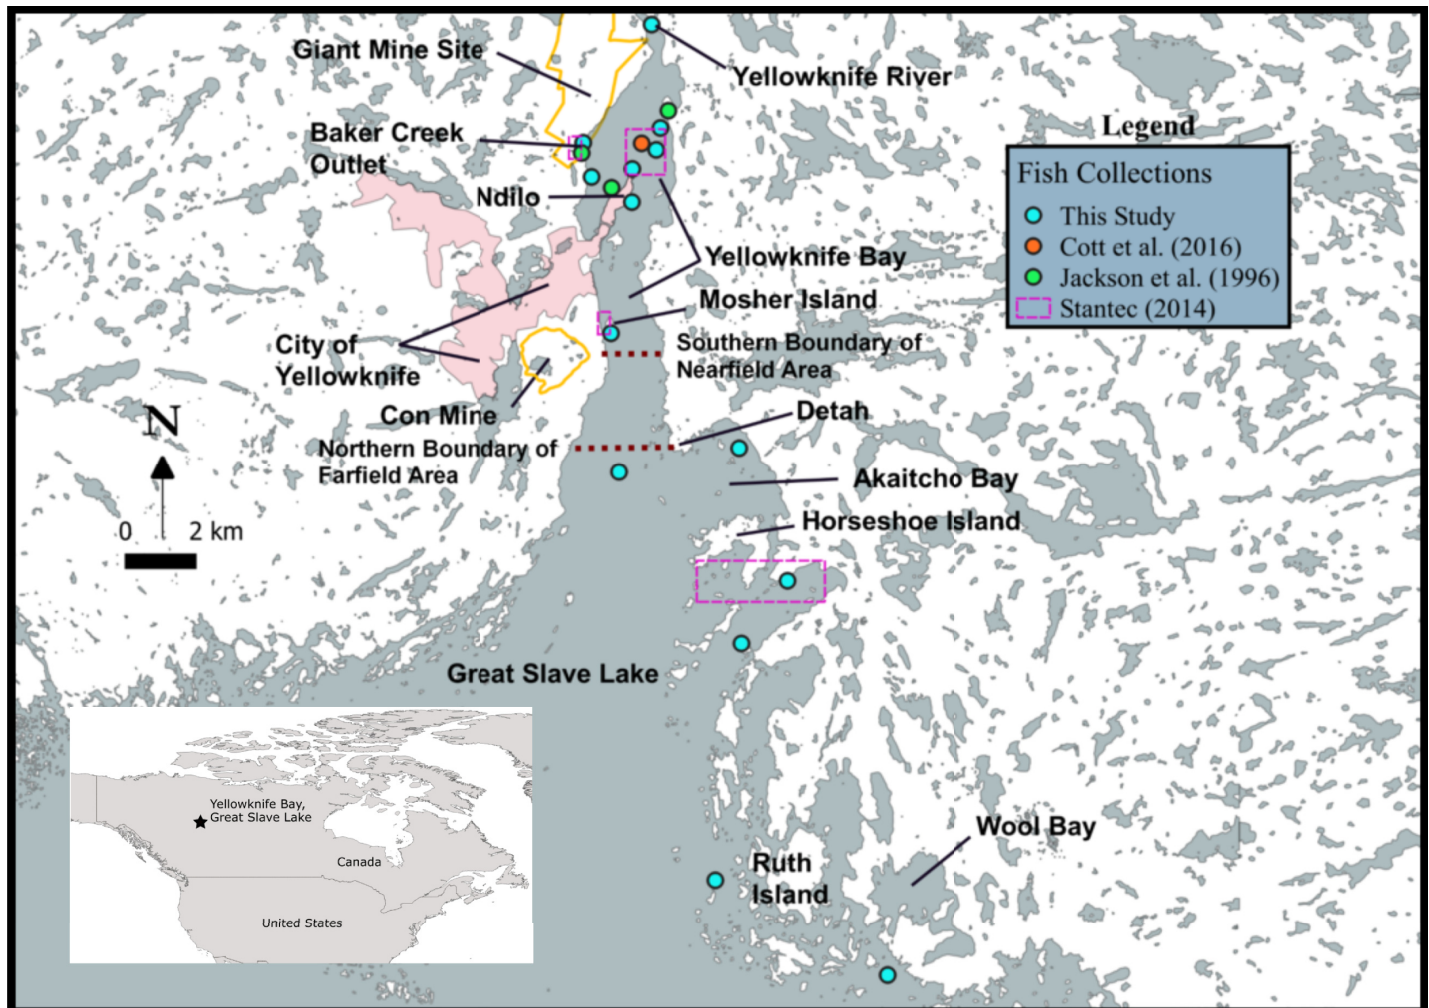 Giant Mine Site
Yellowknife River
Baker Creek
Outlet
Ndilo
Yellowknife Bay
Mosher Island
City of
Yellowknife
Southern Boundary of
Nearfield Area
Con Mine
Detah
Northern Boundary of
Farfield Area
Akaitcho Bay
Horseshoe Island
Great Slave Lake
Wool Bay
Ruth
Island
N
0 2 km
Legend
Fish Collections
This Study
Cott et al. (2016)
Jackson et al. (1996)
Stantec (2014)
Yellowknife Bay,
Great Slave Lake
Canada
United States